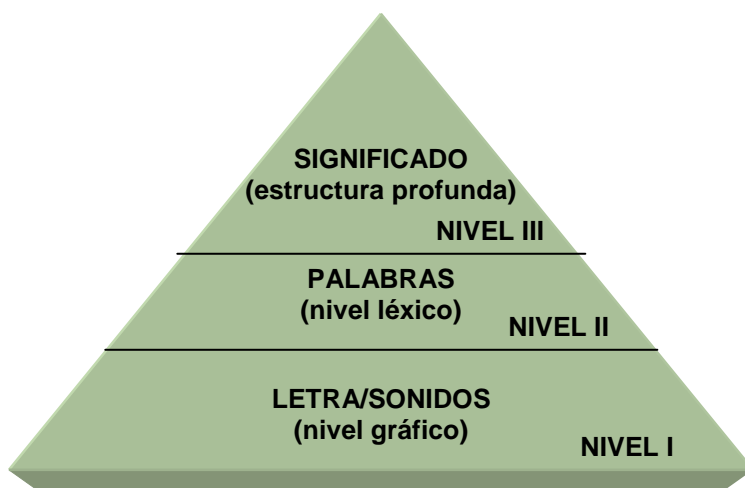 SIGNIFICADO
(estructura profunda)
NIVEL III
PALABRAS
(nivel léxico)
NIVEL II
LETRA/SONIDOS
(nivel gráfico)
NIVEL I